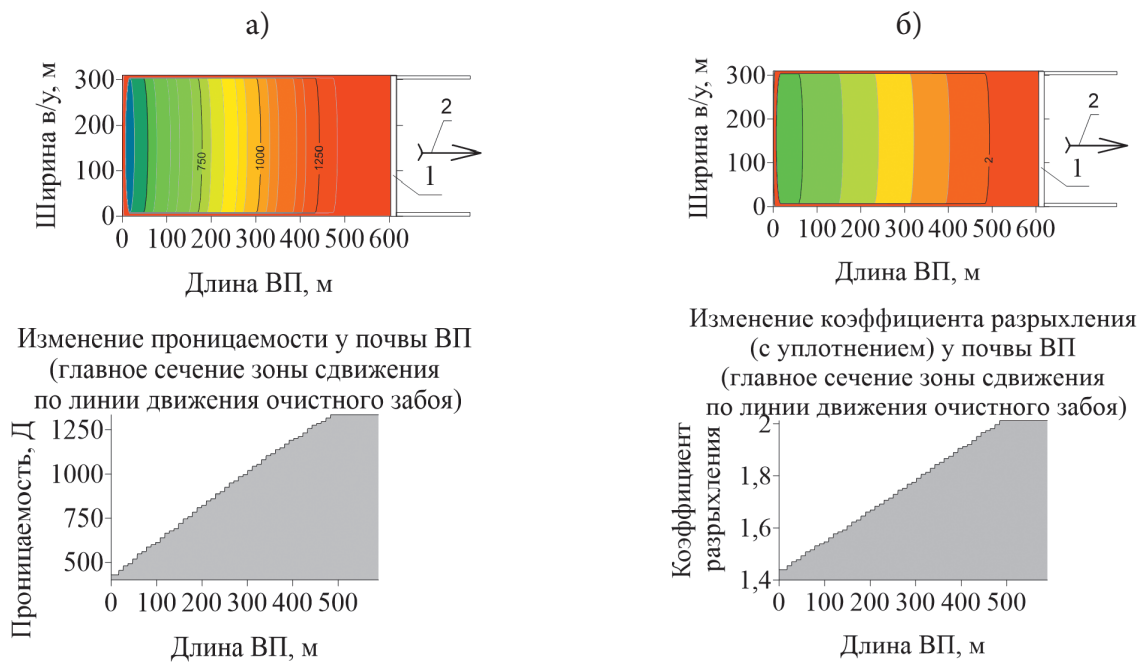 а)
300
200
100
0
Ширина в/у, м
750
1000
1250
2
1
0 100 200 300 400 500 600
Длина ВП, м
Изменение проницаемости у почвы ВП
(главное сечение зоны сдвижения
по линии движения очистного забоя)
Проницаемость, Д
1250
1000
750
500
0 100 200 300 400 500
Длина ВП, м
б)
300
200
100
0
Ширина в/у, м
2
2
1
0 100 200 300 400 500 600
Длина ВП, м
Изменение коэффициента разрыхления
(с уплотнением) у почвы ВП
(главное сечение зоны сдвижения
по линии движения очистного забоя)
Коэффициент
разрыхления
2
1,8
1,6
1,4
0 100 200 300 400 500
Длина ВП, м